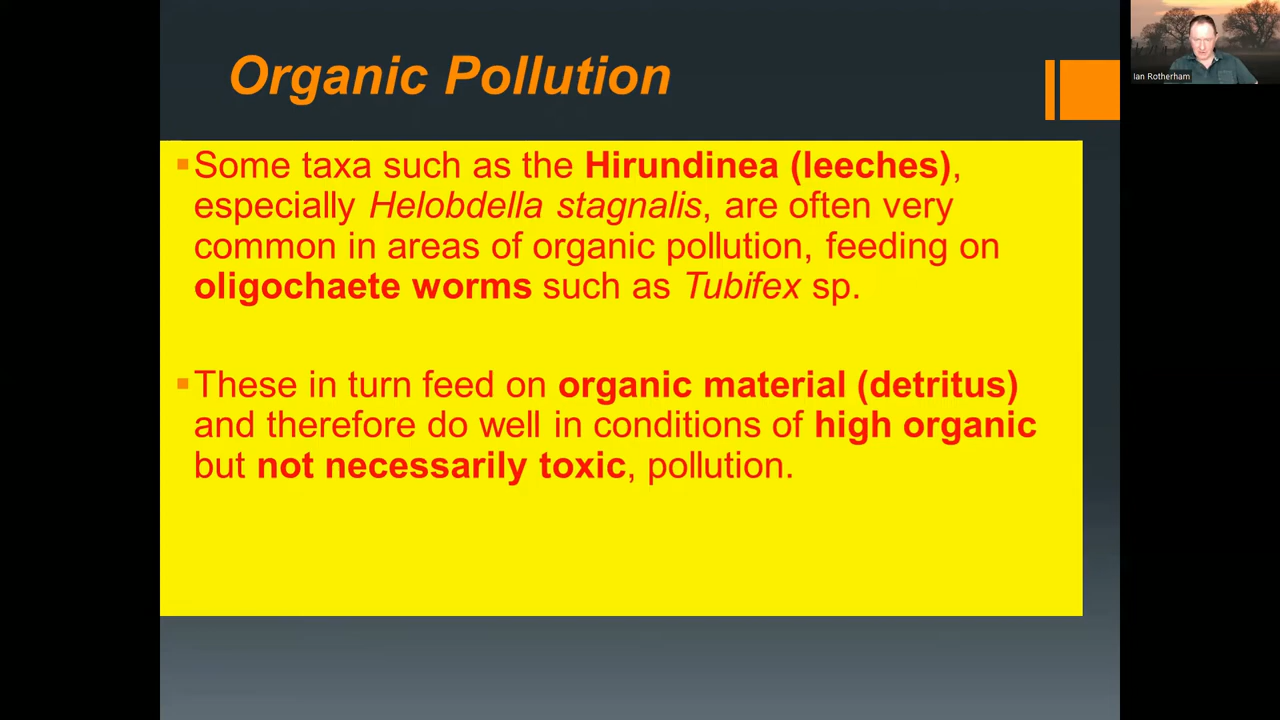 Organic Pollution
Ian Rotherham
Some taxa such as the Hirundinea (leeches),
especially Helobdella stagnalis, are often very
common in areas of organic pollution, feeding on
oligochaete worms such as Tubifex sp.
These in turn feed on organic material (detritus)
and therefore do well in conditions of high organic
but not necessarily toxic, pollution.